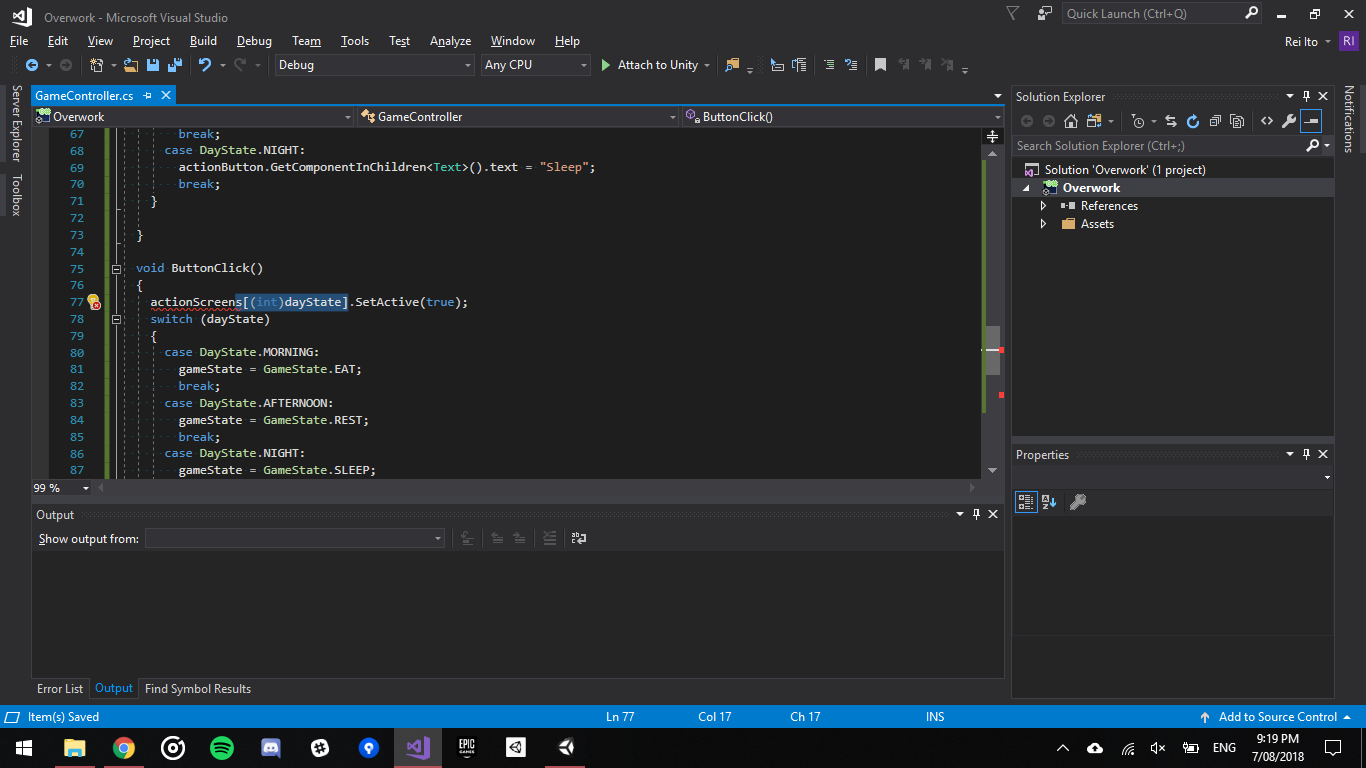 Overwork - Microsoft Visual Studio
Quick Launch (Ctrl+Q)
File Edit View Project Build Debug Team Tools Test Analyze Window Help
Rei Ito RI
Debug Any CPU Attach to Unity
Server Explorer
Toolbox
GameController.cs
Overwork GameController ButtonClick()
67 break;
68 case DayState.NIGHT:
69 actionButton.GetComponentInChildren<Text>().text = "Sleep";
70 break;
71 }
72
73 }
74
75 void ButtonClick()
76 {
77 actionScreens[(int)dayState].SetActive(true);
78 switch (dayState)
79 {
80 case DayState.MORNING:
81 gameState = GameState.EAT;
82 break;
83 case DayState.AFTERNOON:
84 gameState = GameState.REST;
85 break;
86 case DayState.NIGHT:
87 gameState = GameState.SLEEP;
99 %
Output
Show output from:
Error List Output Find Symbol Results
Solution Explorer
Search Solution Explorer (Ctrl+;)
Solution 'Overwork' (1 project)
Overwork
References
Assets
Properties
Notifications
Item(s) Saved Ln 77 Col 17 Ch 17 INS Add to Source Control
EPIC GAMES
ENG
9:19 PM
7/08/2018